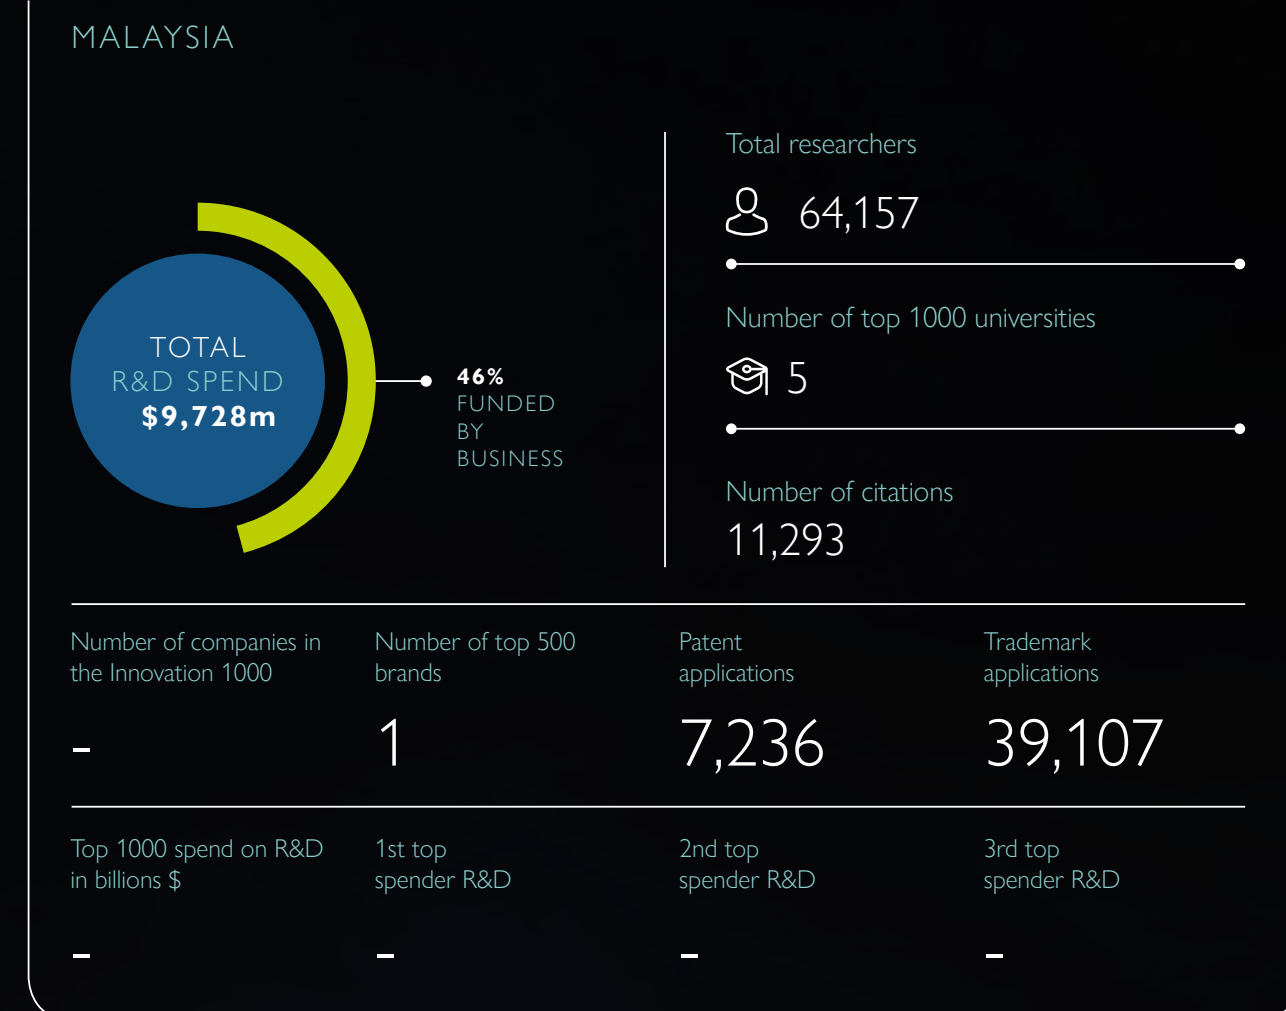 MALAYSIA
TOTAL
R&D SPEND
$9,728m
46%
FUNDED
BY
BUSINESS
Total researchers
64,157
Number of top 1000 universities
5
Number of citations
11,293
Number of companies in
the Innovation 1000
-
Number of top 500
brands
1
Patent
applications
7,236
Trademark
applications
39,107
Top 1000 spend on R&D
in billions $
-
1st top
spender R&D
-
2nd top
spender R&D
-
3rd top
spender R&D
-